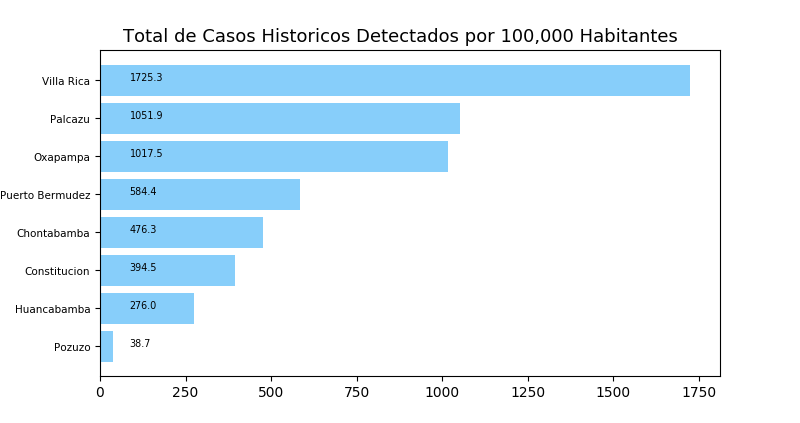 Total de Casos Historicos Detectados por 100,000 Habitantes
Villa Rica 1725.3
Palcazu 1051.9
Oxapampa 1017.5
Puerto Bermudez 584.4
Chontabamba 476.3
Constitucion 394.5
Huancabamba 276.0
Pozuzo 38.7
0 250 500 750 1000 1250 1500 1750